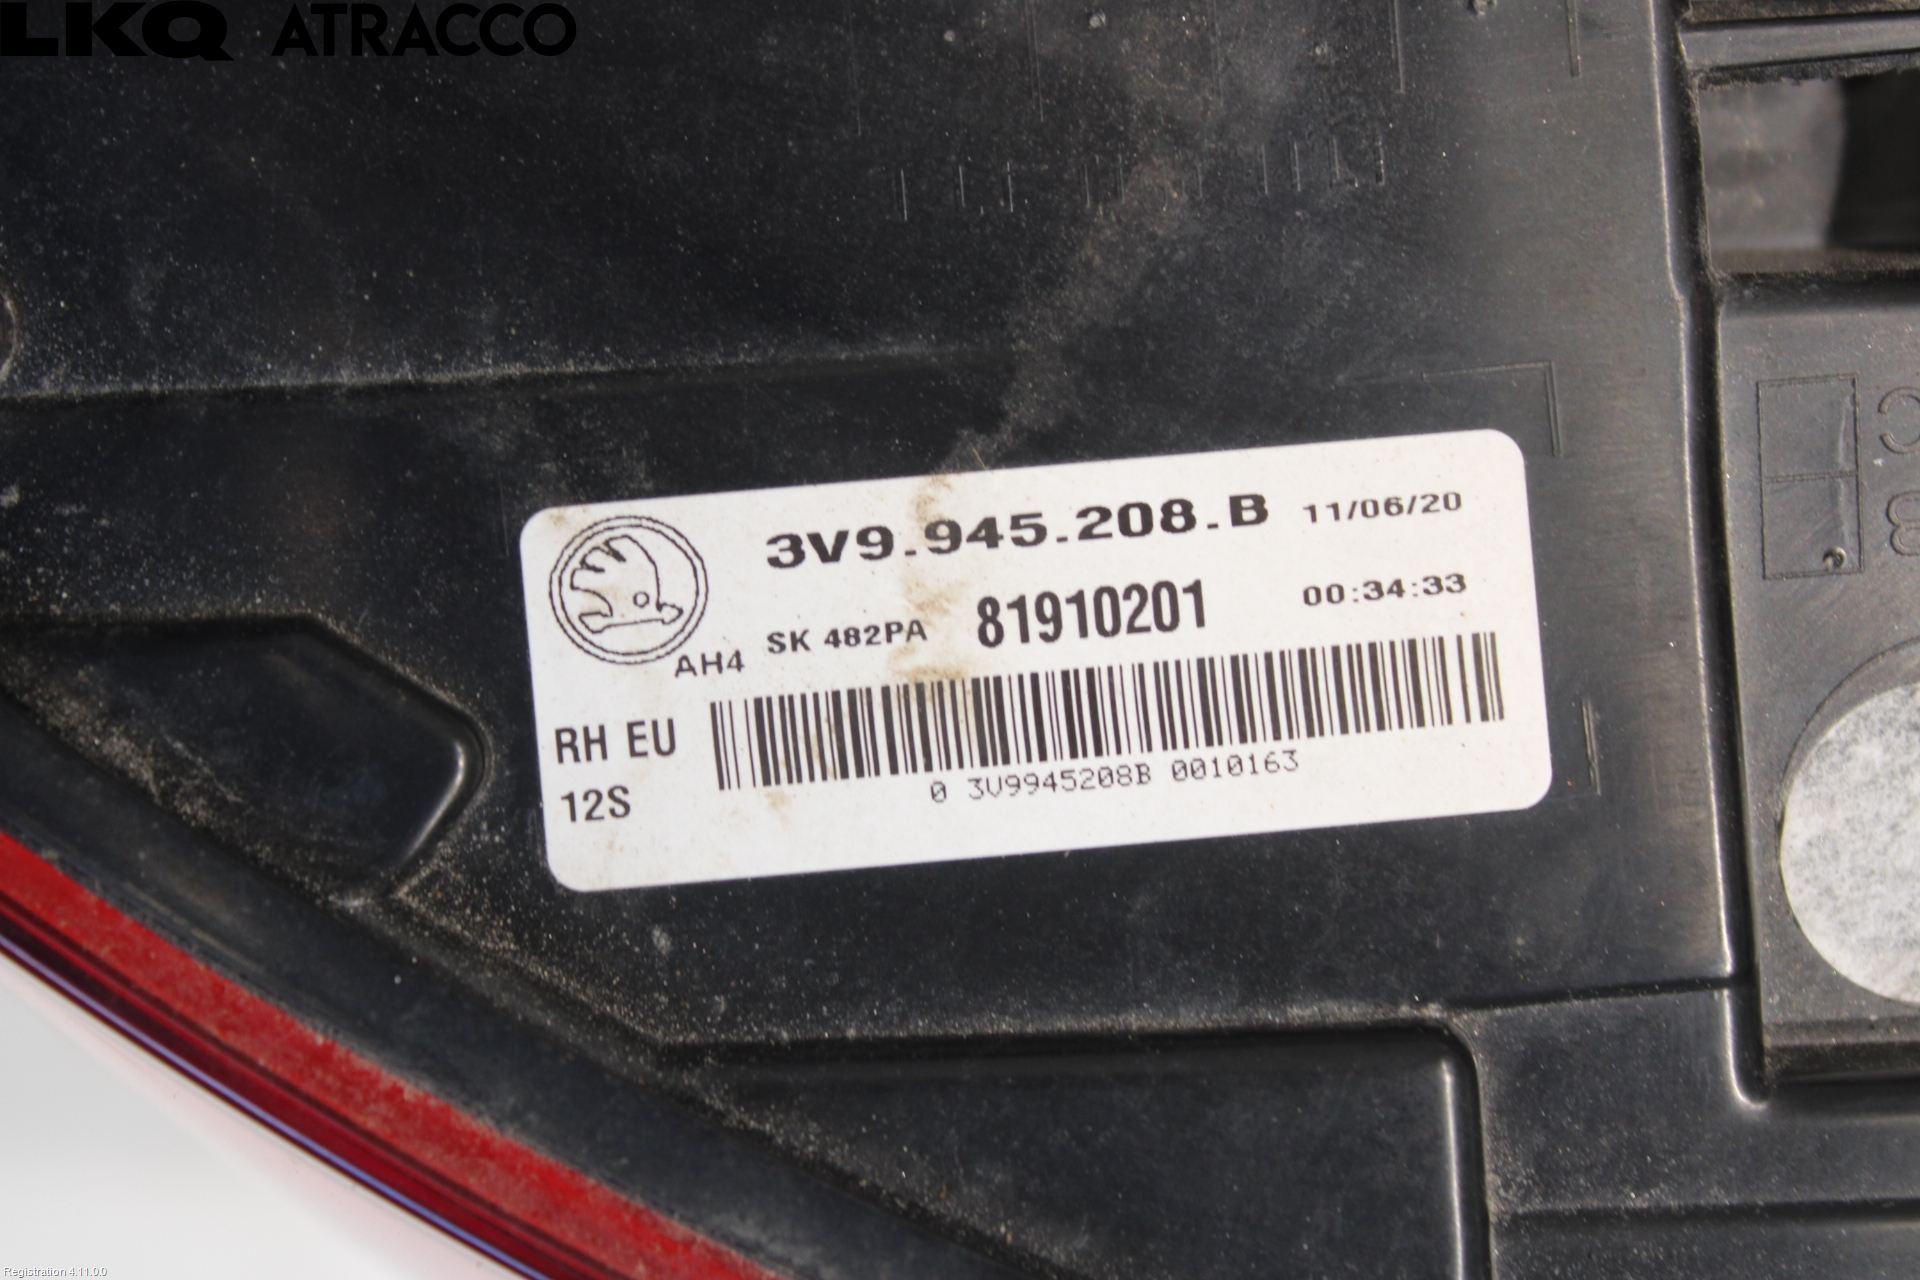 LKQ ATRACCO
3V9.945.208.B 11/06/20
SK 482PA 81910201 00:34:33
AH4
RH EU
12S
0 3V9945208B 0010163
C
B
Registration 4.11.0.0